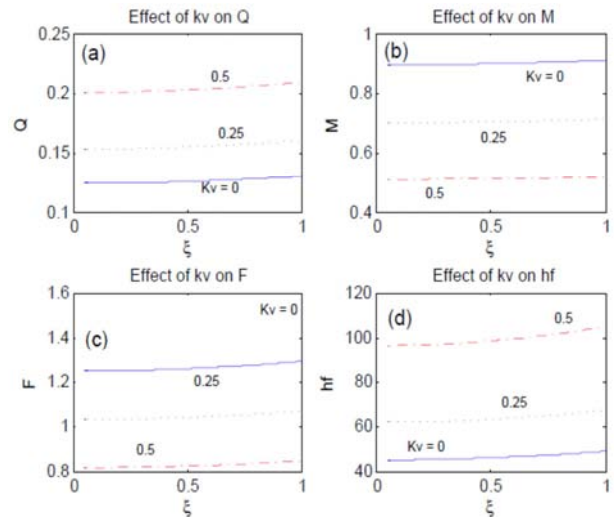 Effect of kv on Q
0.25
(a)
0.5
0.2
Q
0.25
0.15
Kv = 0
0.1
0
0.5
1
ξ
Effect of kv on M
1
(b)
Kv = 0
0.8
M
0.25
0.6
0.5
0.4
0
0.5
1
ξ
Effect of kv on F
1.6
Kv = 0
1.4
(c)
0.25
1.2
F
1
0.5
0.8
0
0.5
1
ξ
Effect of kv on hf
120
(d)
0.5
100
80
hf
0.25
60
Kv = 0
40
0
0.5
1
ξ